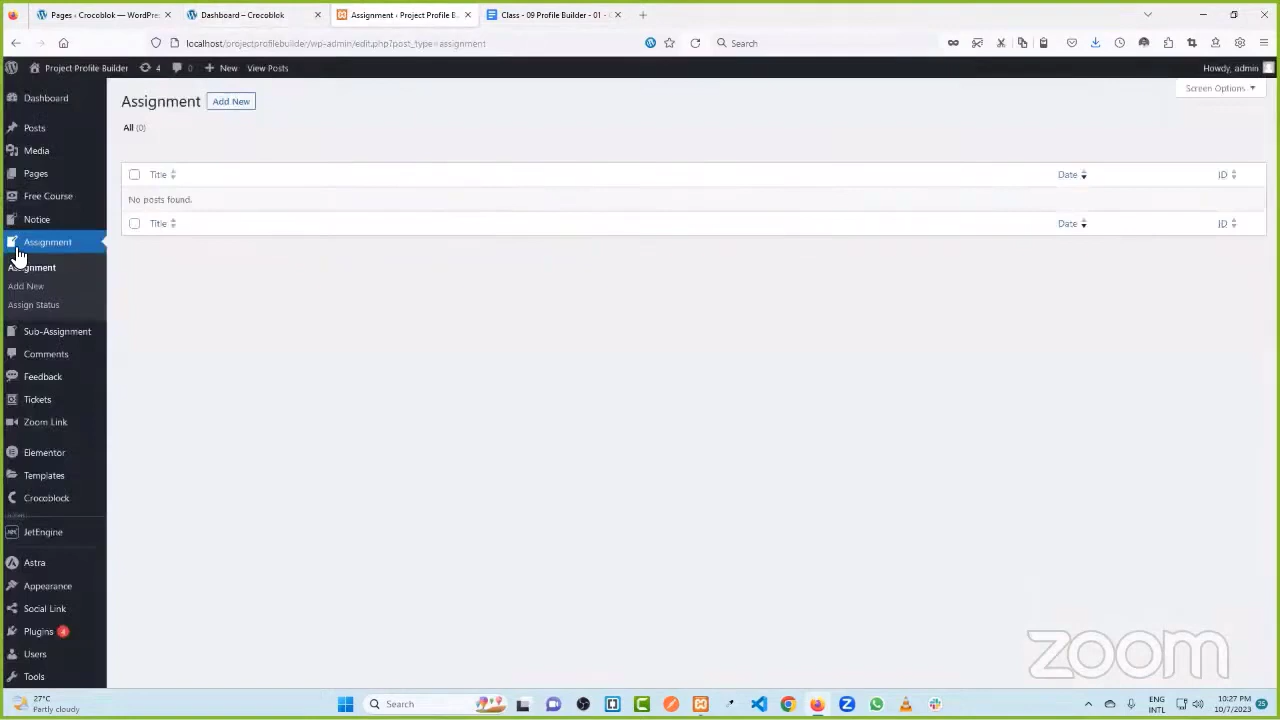 Pages ‹ Crocoblok — WordPres
Dashboard – Crocoblok
Assignment ‹ Project Profile B
Class - 09 Profile Builder - 01 - C
localhost/projectprofilebuilder/wp-admin/edit.php?post_type=assignment
Search
Project Profile Builder
4
0
New
View Posts
Howdy, admin
Dashboard
Posts
Media
Pages
Free Course
Notice
Assignment
Assignment
Add New
Assign Status
Sub-Assignment
Comments
Feedback
Tickets
Zoom Link
Elementor
Templates
Crocoblock
JetEngine
Astra
Appearance
Social Link
Plugins 4
Users
Tools
Assignment
Add New
Screen Options
All (0)
Title
Date
ID
No posts found.
Title
Date
ID
zoom
27°C
Partly cloudy
Search
ENG
INTL
10:27 PM
10/7/2023
25